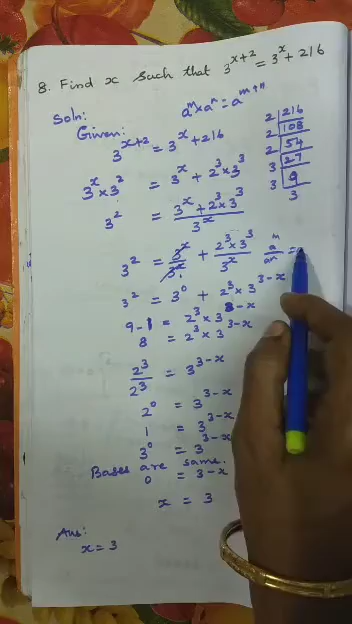 8. Find x such that 3^{x+2} = 3^x + 216
Soln:
a^m × a^n = a^{m+n}
Given:
3^{x+2} = 3^x + 216
3^x × 3^2 = 3^x + 2^3 × 3^3
3^2 = (3^x + 2^3 × 3^3) / 3^x
3^2 = 3^x / 3^x + (2^3 × 3^3) / 3^x
3^2 = 3^0 + 2^3 × 3^{3-x}
9 - 1 = 2^3 × 3^{3-x}
8 = 2^3 × 3^{3-x}
2^3 / 2^3 = 3^{3-x}
2^0 = 3^{3-x}
1 = 3^{3-x}
3^0 = 3^{3-x}
Bases are same.
0 = 3-x
x = 3
Ans:
x = 3
2 | 216
2 | 108
2 | 54
3 | 27
3 | 9
3
a^m / a^n =